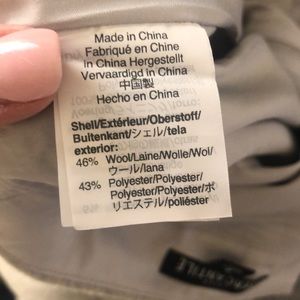 Made in China
Fabriqué en Chine
in China Hergestellt
Vervaardigd in China
中国製
Hecho en China
Shell/Extérieur/Oberstoff/
Buitenkant/シェル/tela
exterior:
46% Wool/Laine/Wolle/Wol/
ウール/lana
43% Polyester/Polyester/
Polyester/Polyester/ポ
リエステル/poliéster